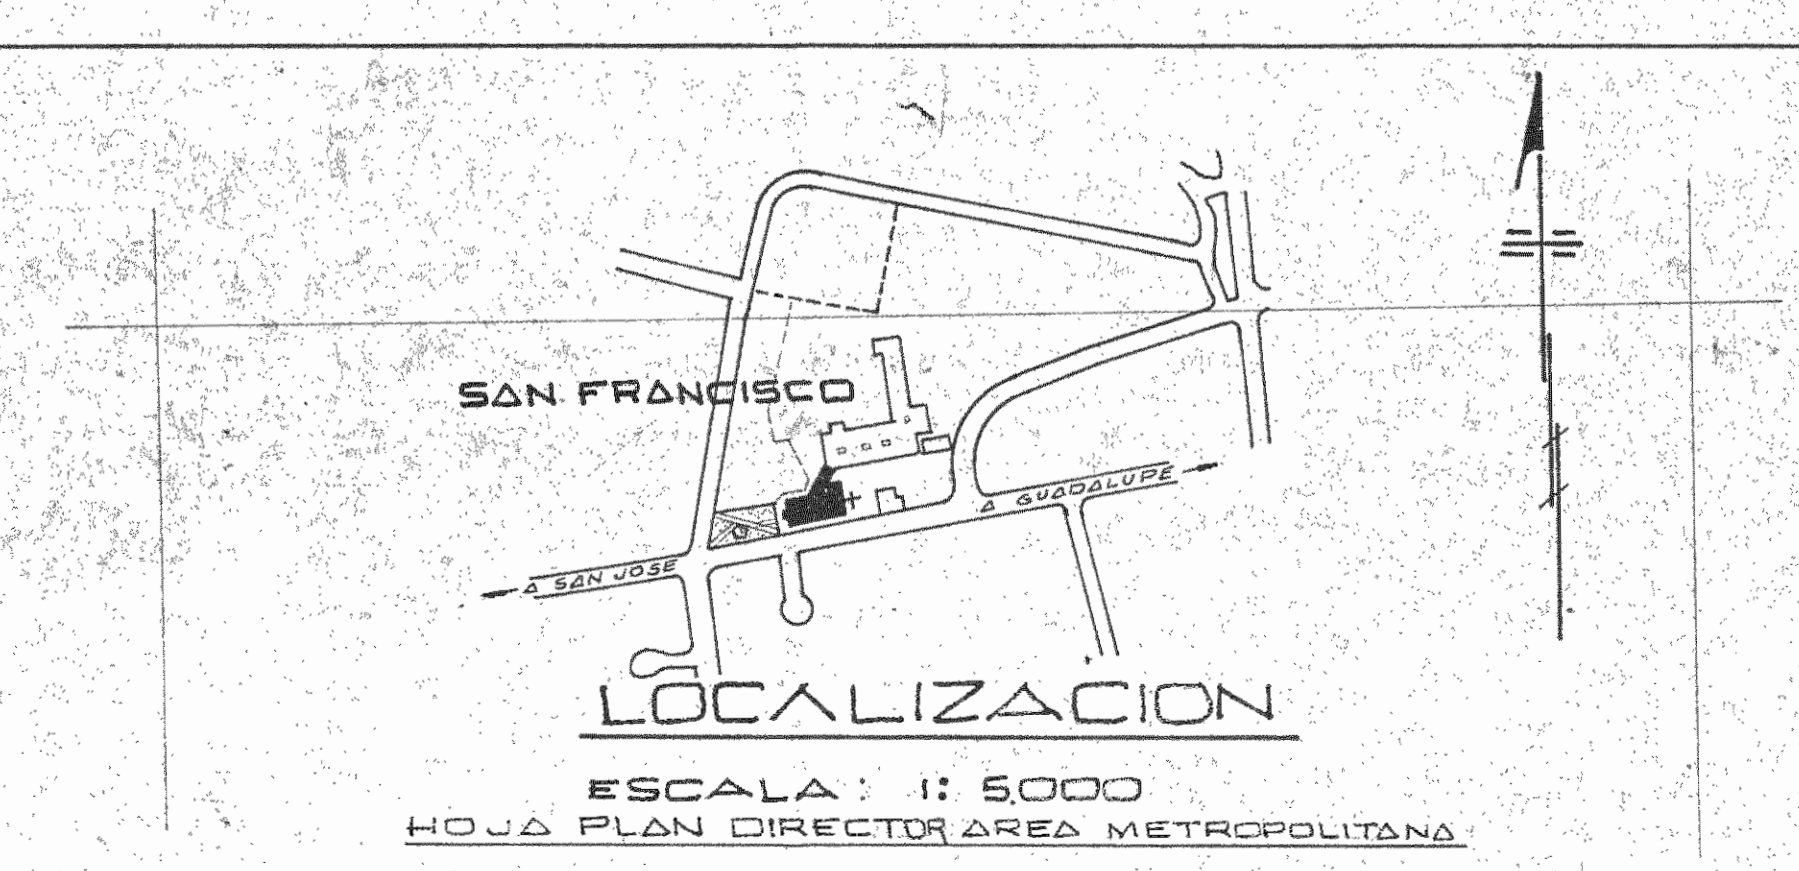 SAN FRANCISCO
A GUADALUPE
A SAN JOSE
LOCALIZACION
ESCALA: 1: 5.000
HOJA PLAN DIRECTOR AREA METROPOLITANA